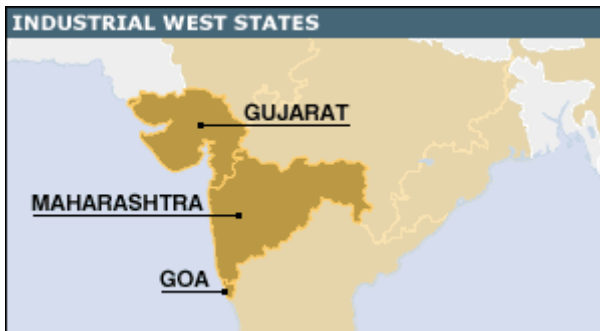 INDUSTRIAL WEST STATES
GUJARAT
MAHARASHTRA
GOA